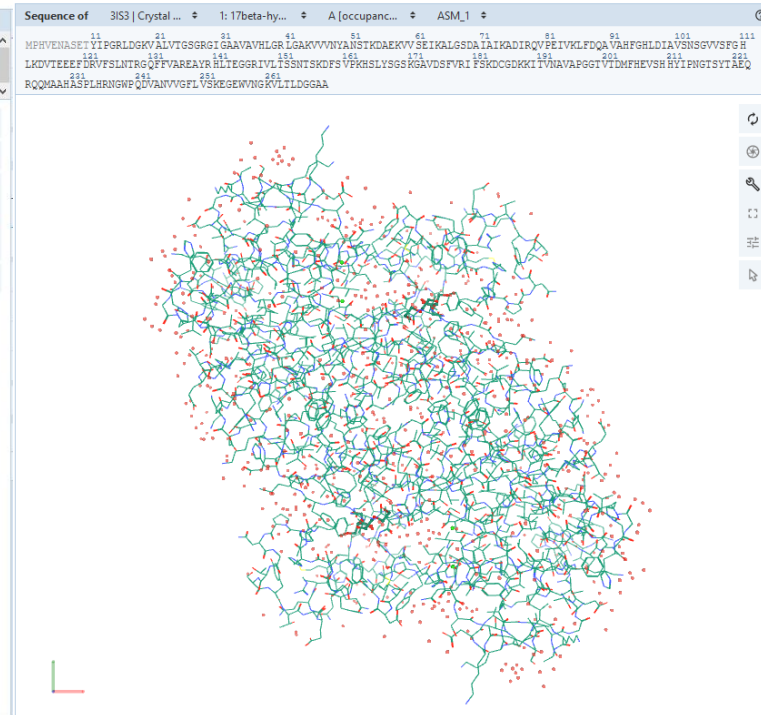 Sequence of 3IS3 | Crystal ... 1: 17beta-hy... A [occupanc... ASM_1
11 21 31 41 51 61 71 81 91 101 111
MPHVENASETYIPGRLDGKVALVTGSGRGIGAAVAVHLGRLGAKVVVNYANSTKDAEKVVSEIKALGSDAIAIKADIRQVPEIVKLFDQAVAHFGHLDIAVSNSGVVSFGH
121 131 141 151 161 171 181 191 201 211 221
LKDVTEEEFDRVFSLNTRGQFFVAREAYRHLTEGGRIVLTSSNTSKDFSVPKHSLYSGSKGAVDSFVRIFSKDCGDKKITVNAVAPGGTVTDMFHEVSHHYIPNGTSYTAEQ
231 241 251 261
RQQMAAHASPLHRNGWPQDVANVVGFLVSKEGEWVNGKVLTLDGGAA